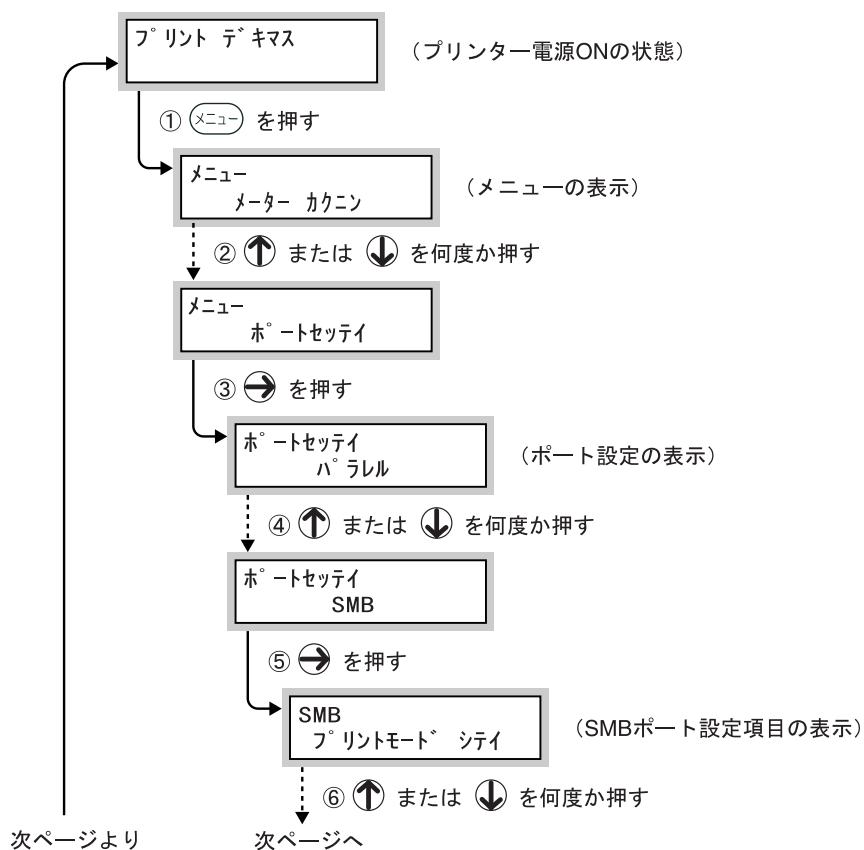 プリント デキマス
（プリンター電源ONの状態）
① メニュー を押す
メニュー
メーター カクニン
（メニューの表示）
② または を何度か押す
メニュー
ポートセッテイ
③ を押す
ポートセッテイ
パラレル
（ポート設定の表示）
④ または を何度か押す
ポートセッテイ
SMB
⑤ を押す
SMB
プリントモード シテイ
（SMBポート設定項目の表示）
⑥ または を何度か押す
次ページより
次ページへ